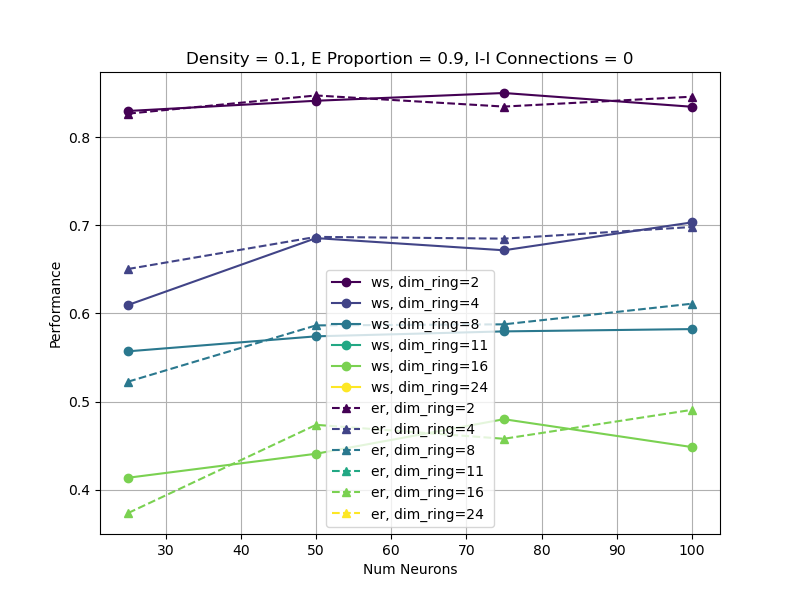 Density = 0.1, E Proportion = 0.9, I-I Connections = 0
0.8
0.7
0.6
0.5
0.4
Performance
ws, dim_ring=2
ws, dim_ring=4
ws, dim_ring=8
ws, dim_ring=11
ws, dim_ring=16
ws, dim_ring=24
er, dim_ring=2
er, dim_ring=4
er, dim_ring=8
er, dim_ring=11
er, dim_ring=16
er, dim_ring=24
30 40 50 60 70 80 90 100
Num Neurons